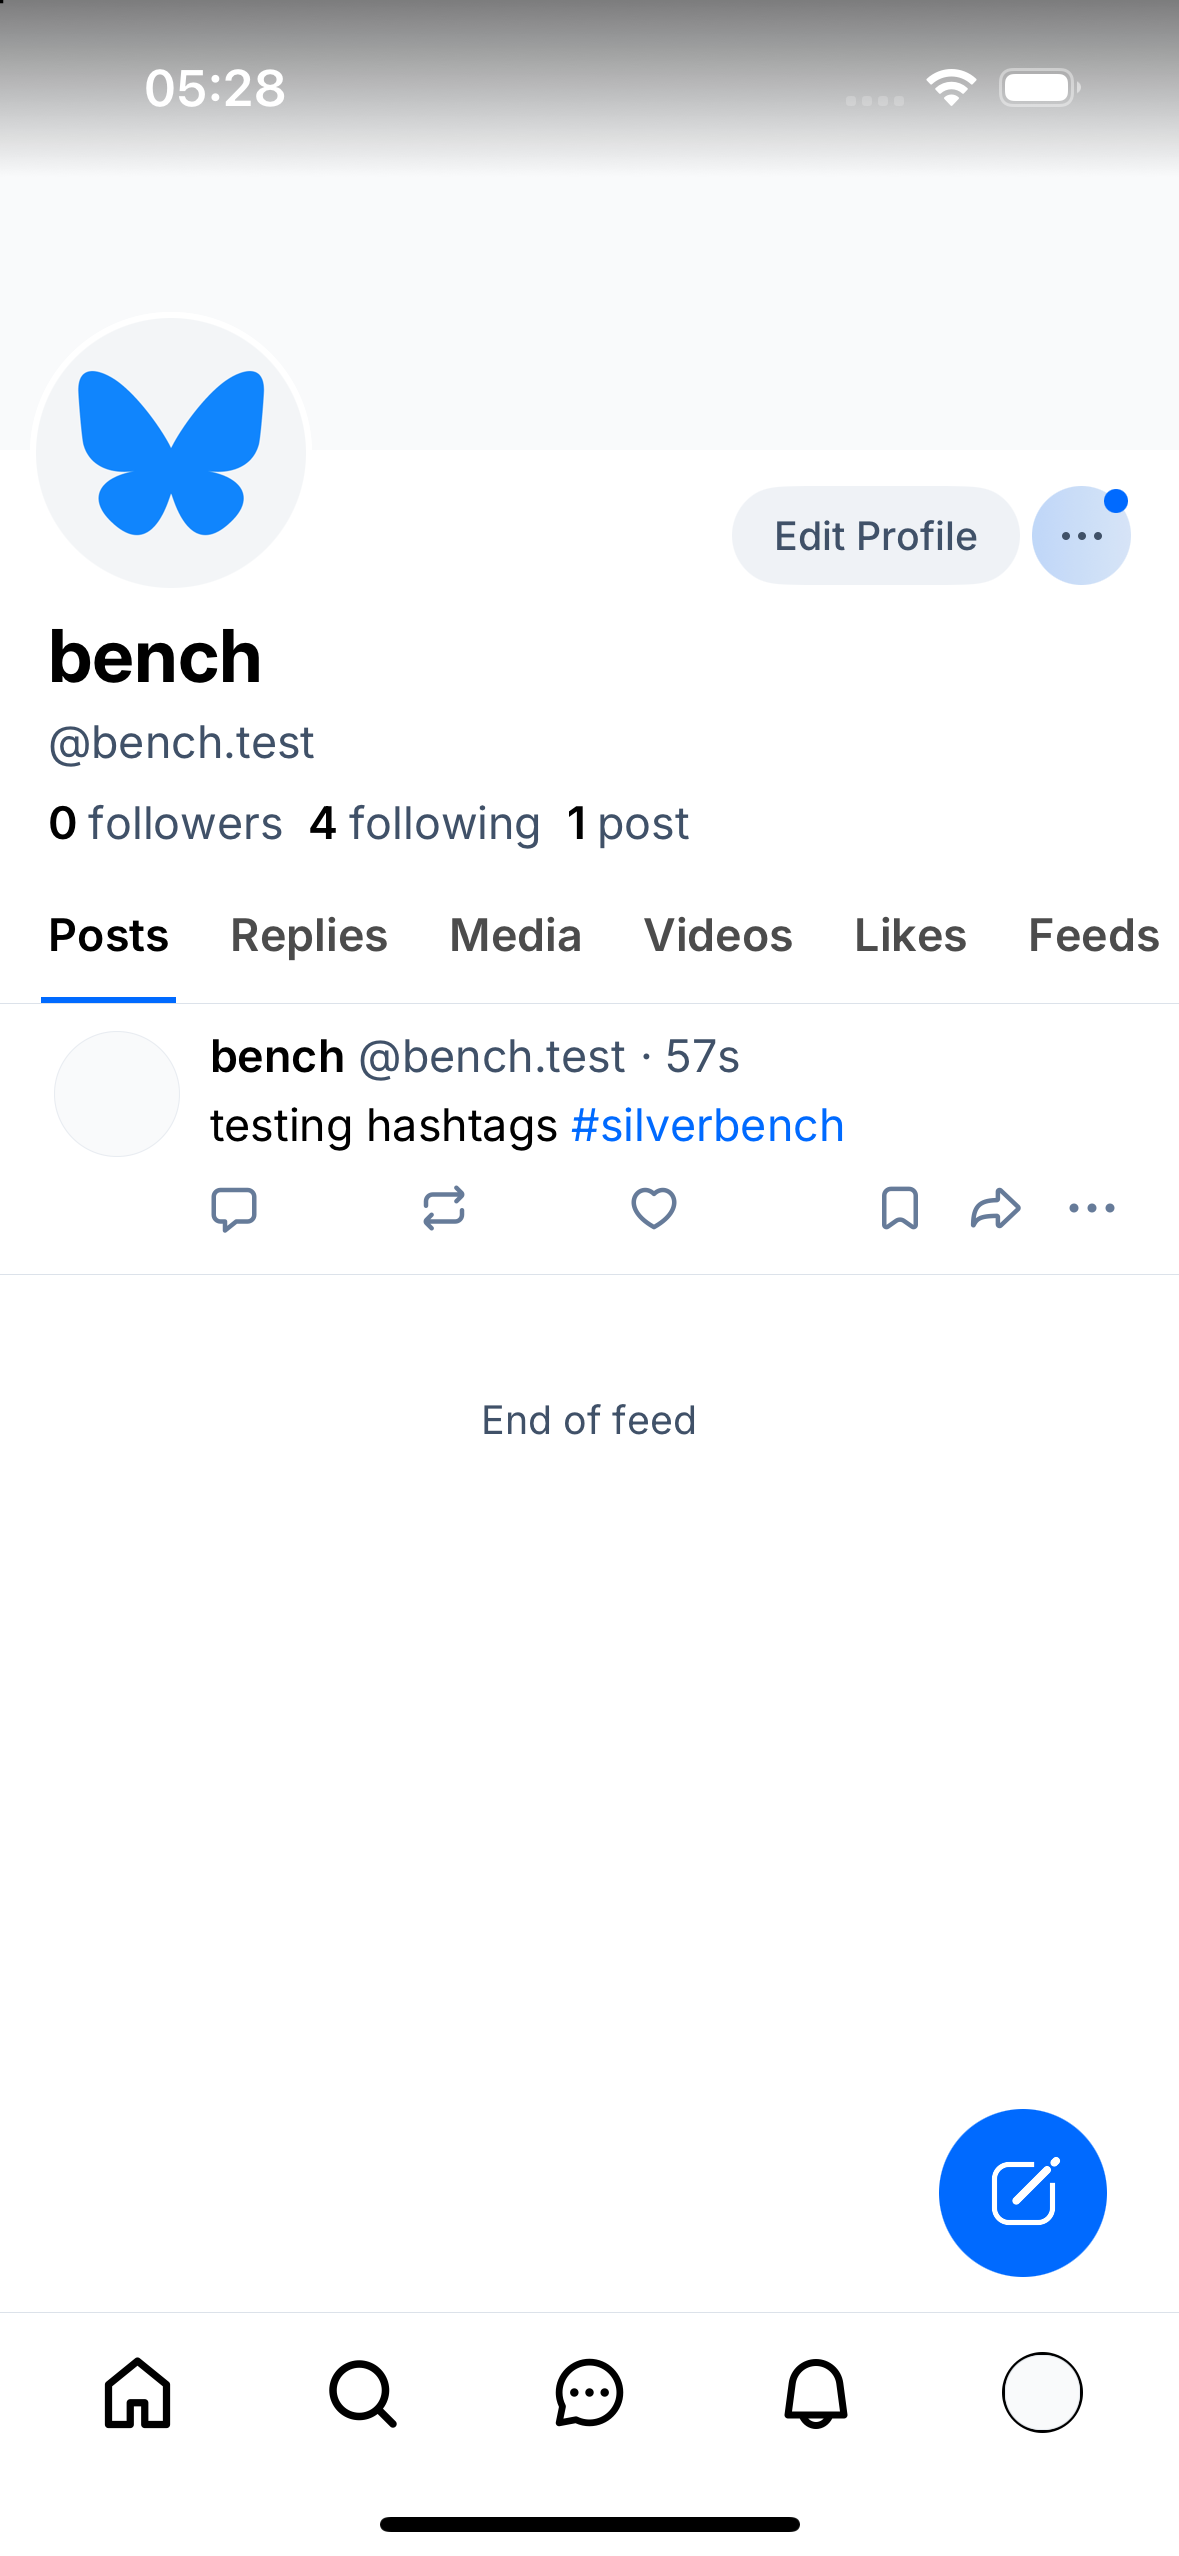 05:28
Edit Profile
bench
@bench.test
0 followers 4 following 1 post
Posts Replies Media Videos Likes Feeds
bench @bench.test · 57s
testing hashtags #silverbench
End of feed